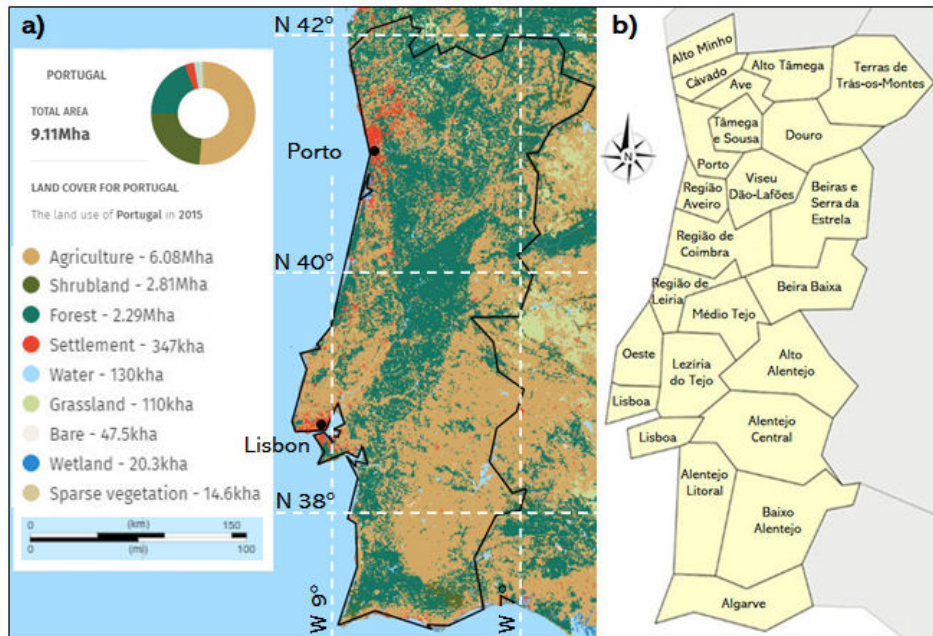 a)
PORTUGAL
TOTAL AREA
9.11Mha
LAND COVER FOR PORTUGAL
The land use of Portugal in 2015
Agriculture - 6.08Mha
Shrubland - 2.81Mha
Forest - 2.29Mha
Settlement - 347kha
Water - 130kha
Grassland - 110kha
Bare - 47.5kha
Wetland - 20.3kha
Sparse vegetation - 14.6kha
0 (km) 150
0 (mi) 100
N 42°
Porto
N 40°
Lisbon
N 38°
W 9°
W 7°
b)
N
Alto Minho
Cávado
Ave
Alto Tâmega
Terras de
Trás-os-Montes
Tâmega
e Sousa
Douro
Porto
Região
Aveiro
Viseu
Dão-Lafões
Beiras e
Serra da
Estrela
Região de
Coimbra
Região de
Leiria
Médio Tejo
Beira Baixa
Oeste
Lezíria
do Tejo
Alto
Alentejo
Lisboa
Lisboa
Alentejo
Central
Alentejo
Litoral
Baixo
Alentejo
Algarve